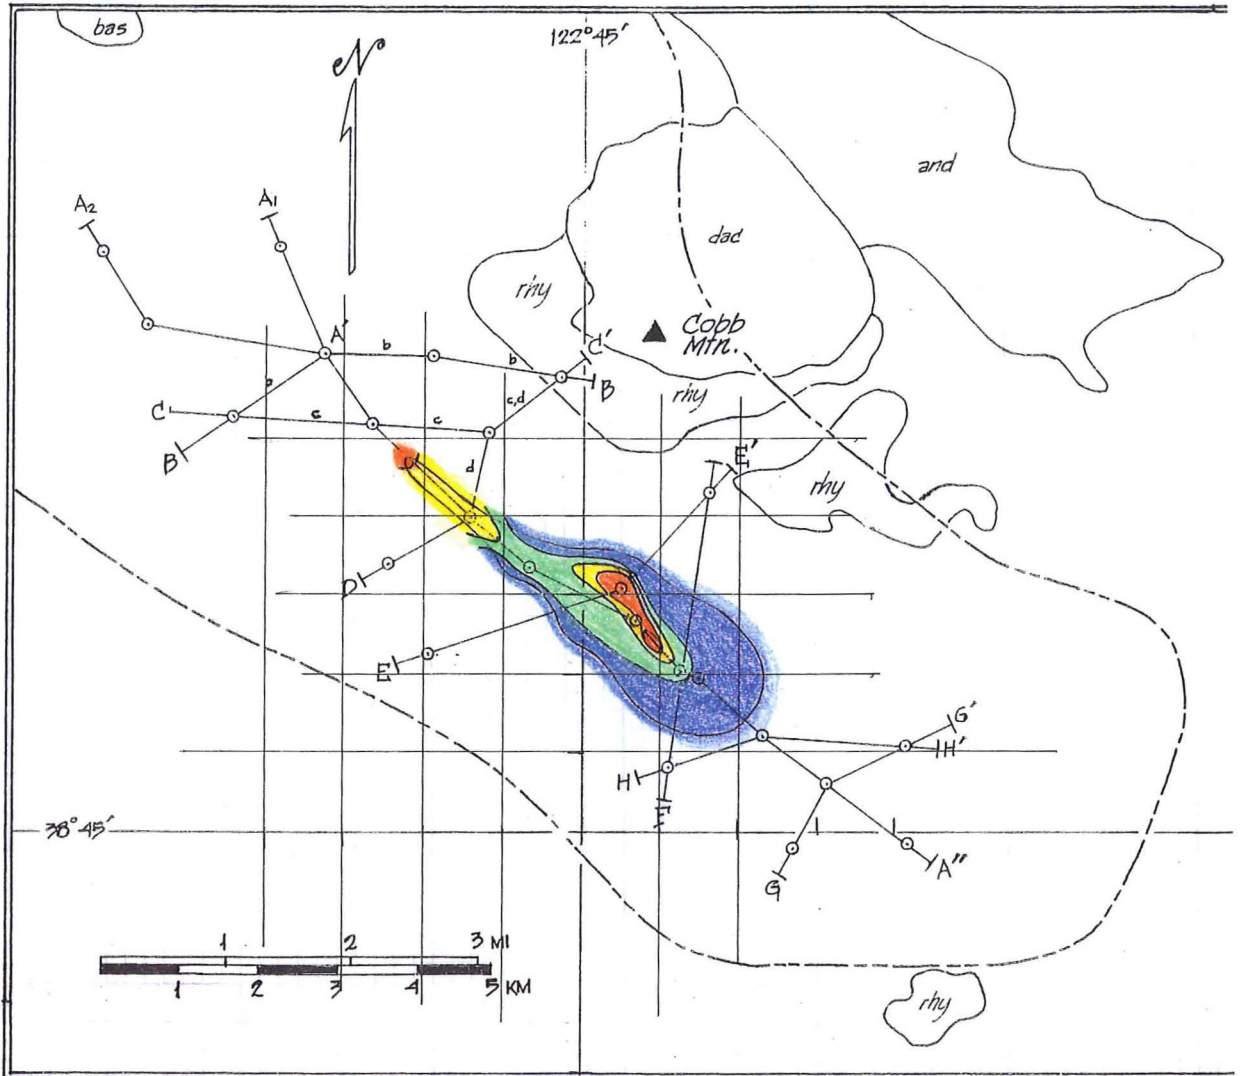 bas
122°45'
N
and
A₂
A₁
dac
rhy
A'
Cobb
Mtn.
b
b
C'
B
rhy
C
c
c
c,d
B
d
E'
rhy
D
E
G'
H'
H
F
38°45'
G
A"
1
2
3 MI
1
2
3
4
5 KM
rhy